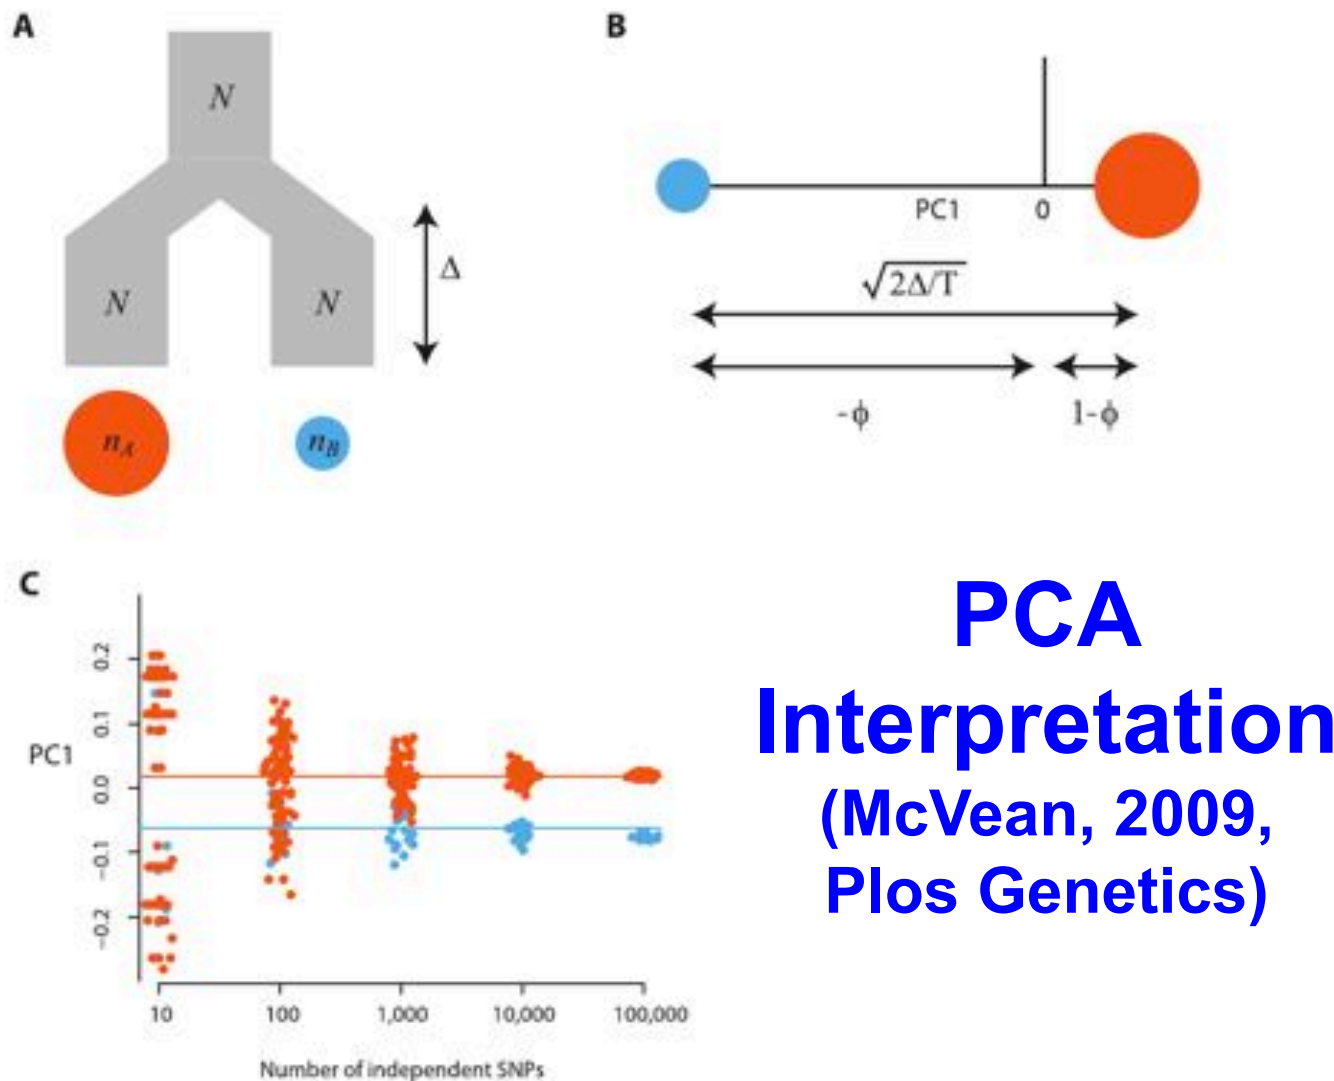 A
N
N
N
Δ
n_A
n_B
B
PC1
0
√2Δ/T
-ϕ
1-ϕ
C
PC1
0.2
0.1
0.0
−0.1
−0.2
10
100
1,000
10,000
100,000
Number of independent SNPs
PCA
Interpretation
(McVean, 2009,
Plos Genetics)